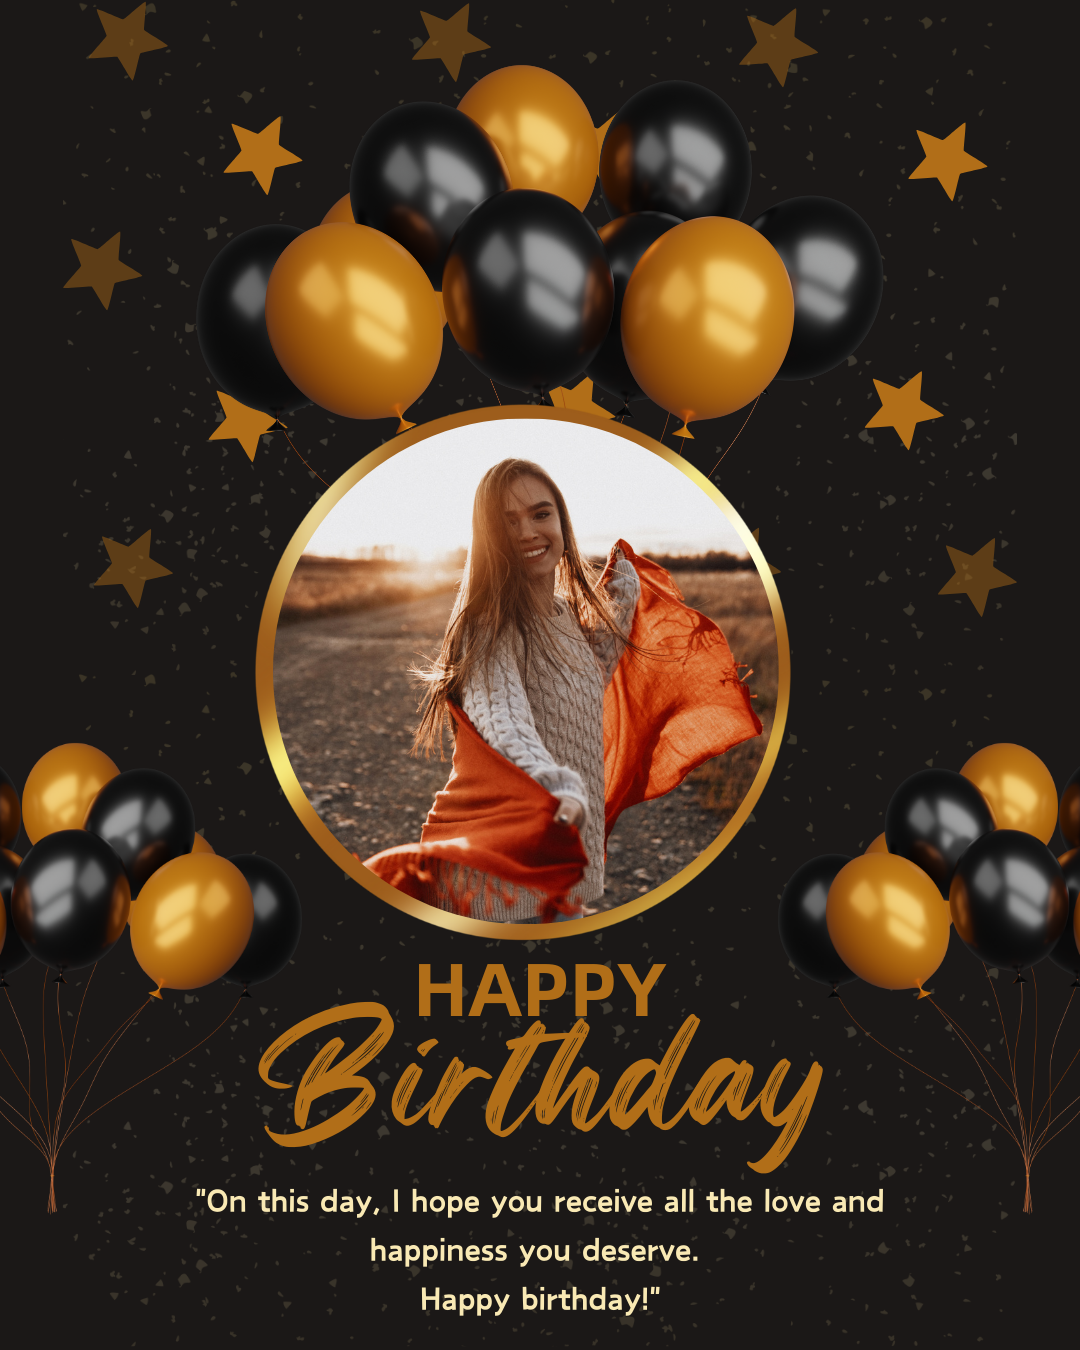 HAPPY
Birthday
"On this day, I hope you receive all the love and
happiness you deserve.
Happy birthday!"